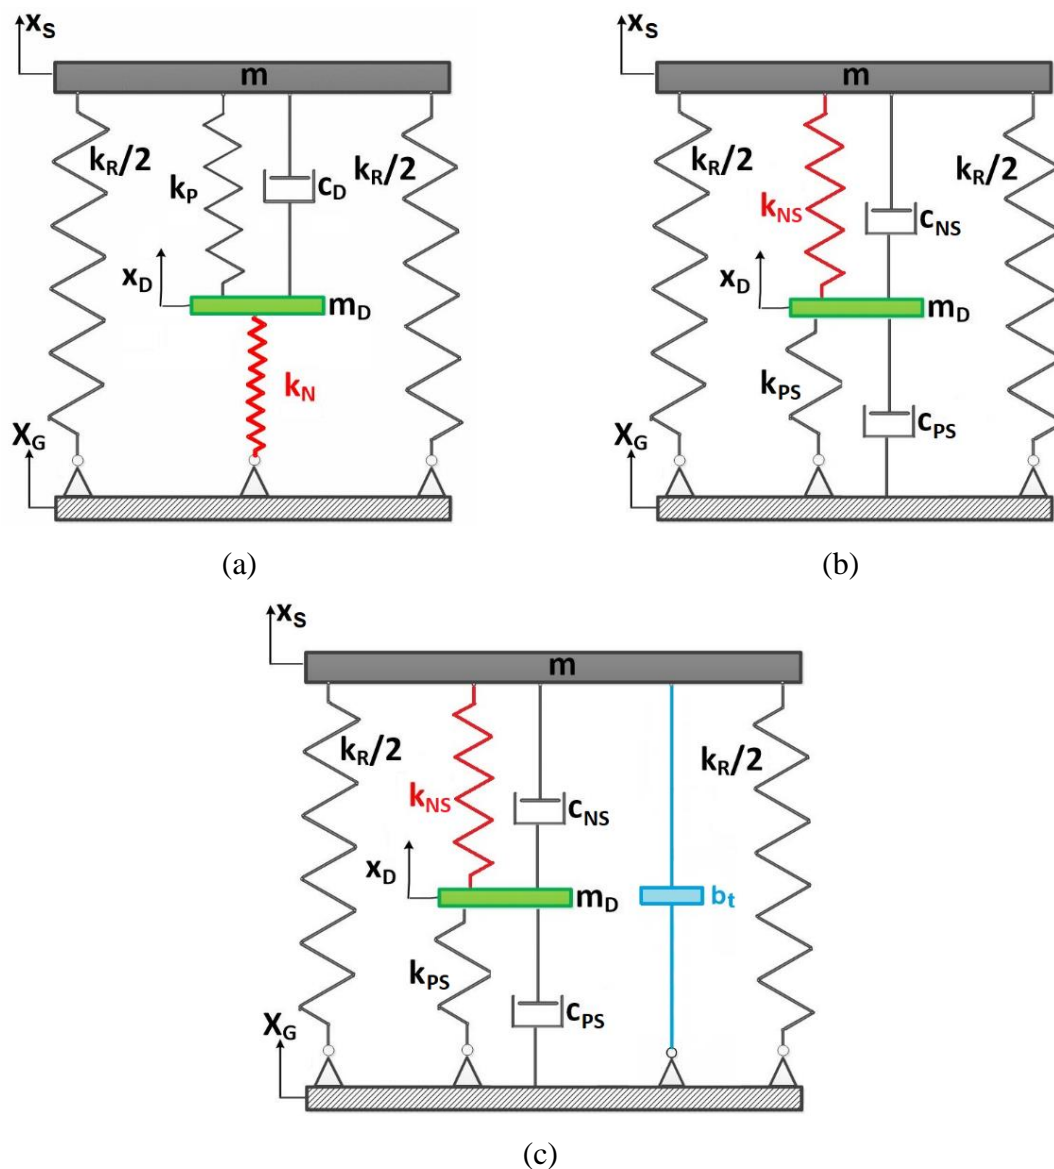 xS xS
m m
kR/2 kP cD kR/2 kR/2 kNS cNS kR/2
xD mD xD mD
kN kPS cPS
XG XG
(a) (b)
xS
m
kR/2 kNS cNS kR/2
xD mD bt
kPS cPS
XG
(c)